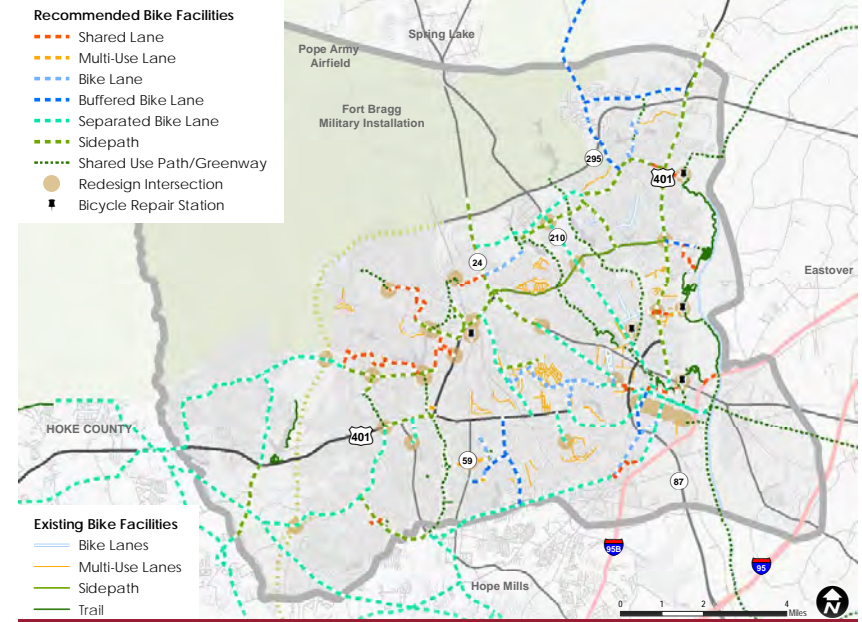 Recommended Bike Facilities
Shared Lane
Multi-Use Lane
Bike Lane
Buffered Bike Lane
Separated Bike Lane
Sidepath
Shared Use Path/Greenway
Redesign Intersection
Bicycle Repair Station
Spring Lake
Pope Army
Airfield
Fort Bragg
Military Installation
295
401
210
24
Eastover
HOKE COUNTY
401
59
87
95B
95
Hope Mills
Existing Bike Facilities
Bike Lanes
Multi-Use Lanes
Sidepath
Trail
0 1 2 4
Miles
N